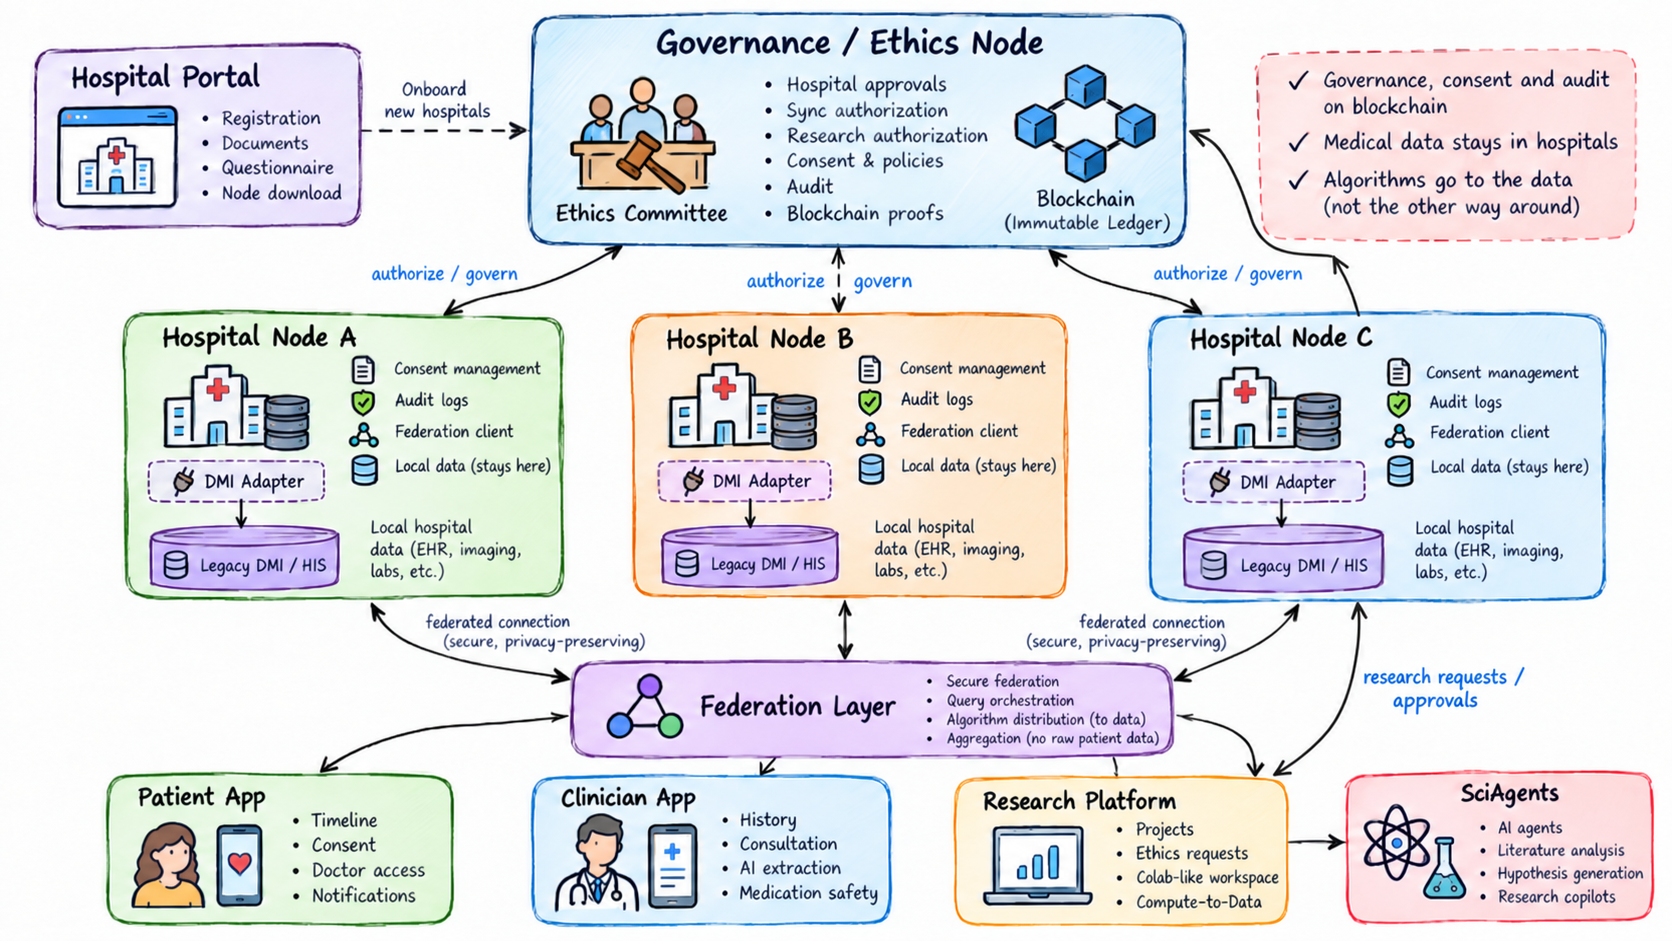 Hospital Portal
• Registration
• Documents
• Questionnaire
• Node download
Onboard
new hospitals
Governance / Ethics Node
Ethics Committee
• Hospital approvals
• Sync authorization
• Research authorization
• Consent & policies
• Audit
• Blockchain proofs
Blockchain
(Immutable Ledger)
✓ Governance, consent and audit
on blockchain
✓ Medical data stays in hospitals
✓ Algorithms go to the data
(not the other way around)
authorize / govern
authorize govern
authorize / govern
Hospital Node A
Consent management
Audit logs
Federation client
Local data (stays here)
DMI Adapter
Legacy DMI / HIS
Local hospital
data (EHR, imaging,
labs, etc.)
Hospital Node B
Consent management
Audit logs
Federation client
Local data (stays here)
DMI Adapter
Legacy DMI / HIS
Local hospital
data (EHR, imaging,
labs, etc.)
Hospital Node C
Consent management
Audit logs
Federation client
Local data (stays here)
DMI Adapter
Legacy DMI / HIS
Local hospital
data (EHR, imaging,
labs, etc.)
federated connection
(secure, privacy-preserving)
federated connection
(secure, privacy-preserving)
research requests /
approvals
Federation Layer
• Secure federation
• Query orchestration
• Algorithm distribution (to data)
• Aggregation (no raw patient data)
Patient App
• Timeline
• Consent
• Doctor access
• Notifications
Clinician App
• History
• Consultation
• AI extraction
• Medication safety
Research Platform
• Projects
• Ethics requests
• Colab-like workspace
• Compute-to-Data
SciAgents
• AI agents
• Literature analysis
• Hypothesis generation
• Research copilots